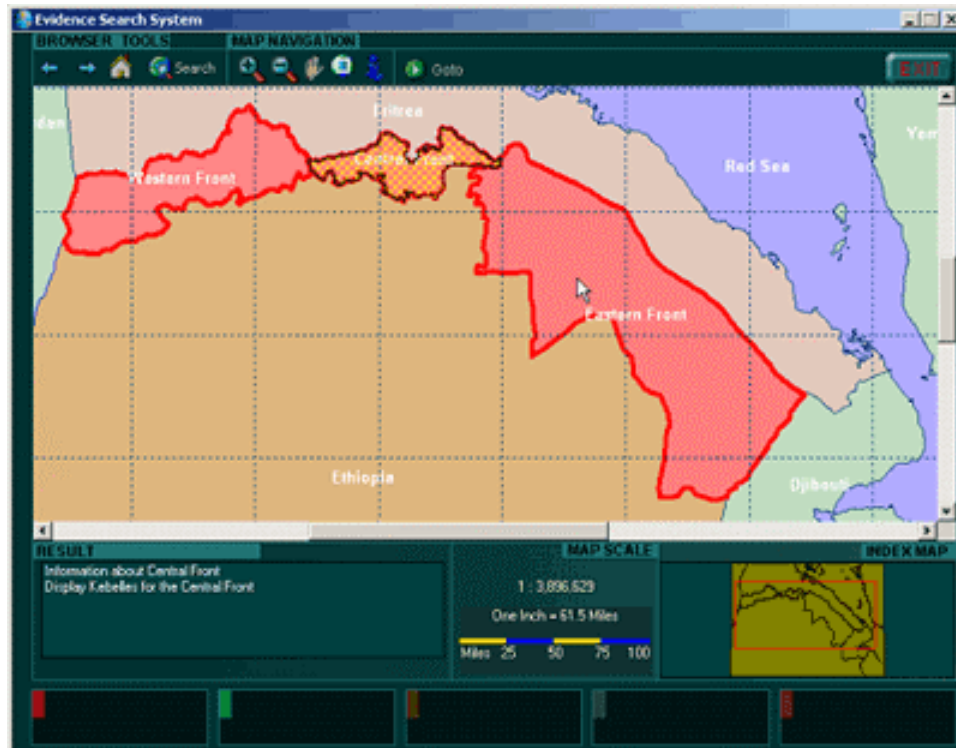 Evidence Search System
BROWSER TOOLS
MAP NAVIGATION
Search
Goto
EXIT
Eritrea
Western Front
Central Front
Red Sea
Eastern Front
Ethiopia
Djibouti
RESULT
MAP SCALE
INDEX MAP
Information about Central Front
Display Kebelles for the Central Front
1 : 3,896,629
One Inch = 61.5 Miles
Miles 25 50 75 100